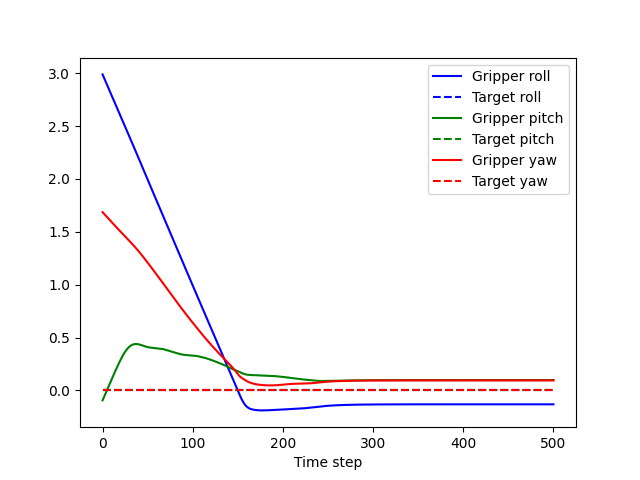 3.0
2.5
2.0
1.5
1.0
0.5
0.0
Gripper roll
Target roll
Gripper pitch
Target pitch
Gripper yaw
Target yaw
0 100 200 300 400 500
Time step